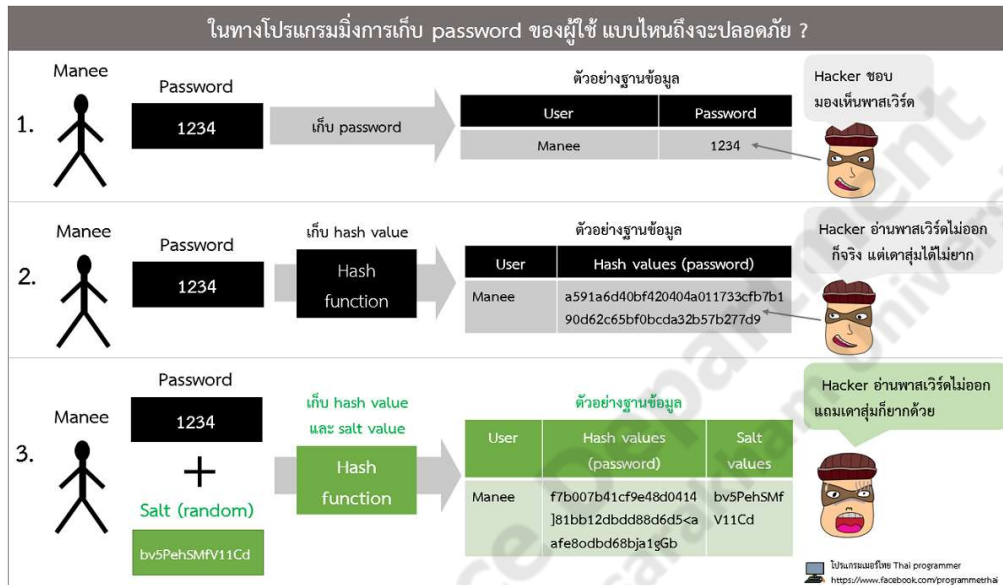 ในทางโปรแกรมมิ่งการเก็บ password ของผู้ใช้ แบบไหนถึงจะปลอดภัย ?
1.
Manee
Password
1234
เก็บ password
ตัวอย่างฐานข้อมูล
User Password
Manee 1234
Hacker ชอบ
มองเห็นพาสเวิร์ด
2.
Manee
Password
1234
เก็บ hash value
Hash
function
ตัวอย่างฐานข้อมูล
User Hash values (password)
Manee a591a6d40bf420404a011733cfb7b1
90d62c65bf0bcda32b57b277d9
Hacker อ่านพาสเวิร์ดไม่ออก
ก็จริง แต่เดาสุ่มได้ไม่ยาก
3.
Manee
Password
1234
+
Salt (random)
bv5PehSMfV11Cd
เก็บ hash value
และ salt value
Hash
function
ตัวอย่างฐานข้อมูล
User Hash values Salt
(password) values
Manee f7b007b41cf9e48d0414 bv5PehSMf
]81bb12dbdd88d6d5<a V11Cd
afe8odbd68bja1gGb
Hacker อ่านพาสเวิร์ดไม่ออก
แถมเดาสุ่มก็ยากด้วย
โปรแกรมเมอร์ไทย Thai programmer
https://www.facebook.com/programmerthai